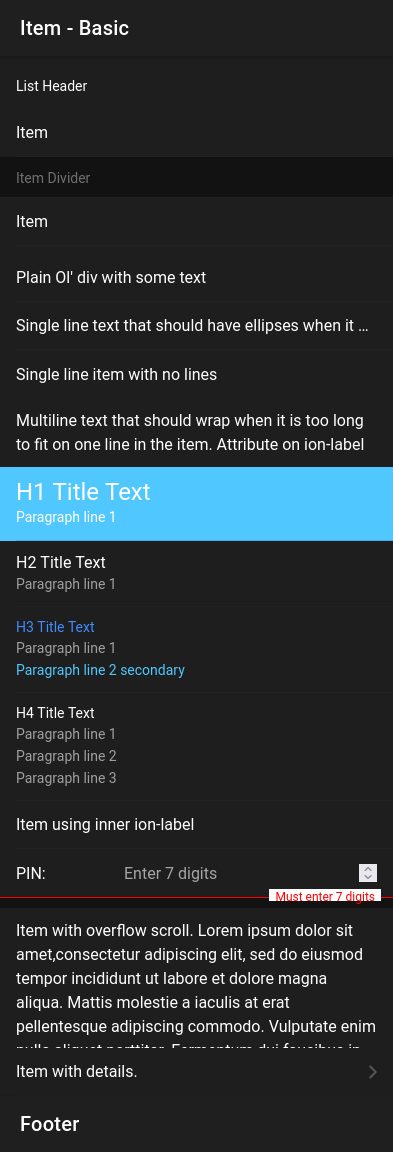 Item - Basic
List Header
Item
Item Divider
Item
Plain Ol' div with some text
Single line text that should have ellipses when it ...
Single line item with no lines
Multiline text that should wrap when it is too long
to fit on one line in the item. Attribute on ion-label
H1 Title Text
Paragraph line 1
H2 Title Text
Paragraph line 1
H3 Title Text
Paragraph line 1
Paragraph line 2 secondary
H4 Title Text
Paragraph line 1
Paragraph line 2
Paragraph line 3
Item using inner ion-label
PIN: Enter 7 digits
Must enter 7 digits
Item with overflow scroll. Lorem ipsum dolor sit
amet,consectetur adipiscing elit, sed do eiusmod
tempor incididunt ut labore et dolore magna
aliqua. Mattis molestie a iaculis at erat
pellentesque adipiscing commodo. Vulputate enim
nulla aliquet porttitor. Fermentum dui faucibus in
Item with details.
Footer